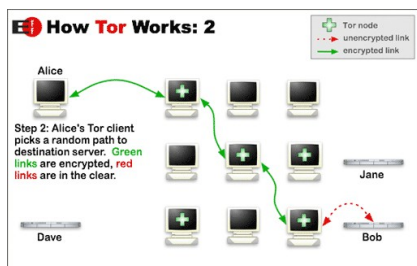 EFF How Tor Works: 2
Tor node
unencrypted link
encrypted link
Alice
Step 2: Alice's Tor client
picks a random path to
destination server. Green
links are encrypted, red
links are in the clear.
Jane
Dave
Bob